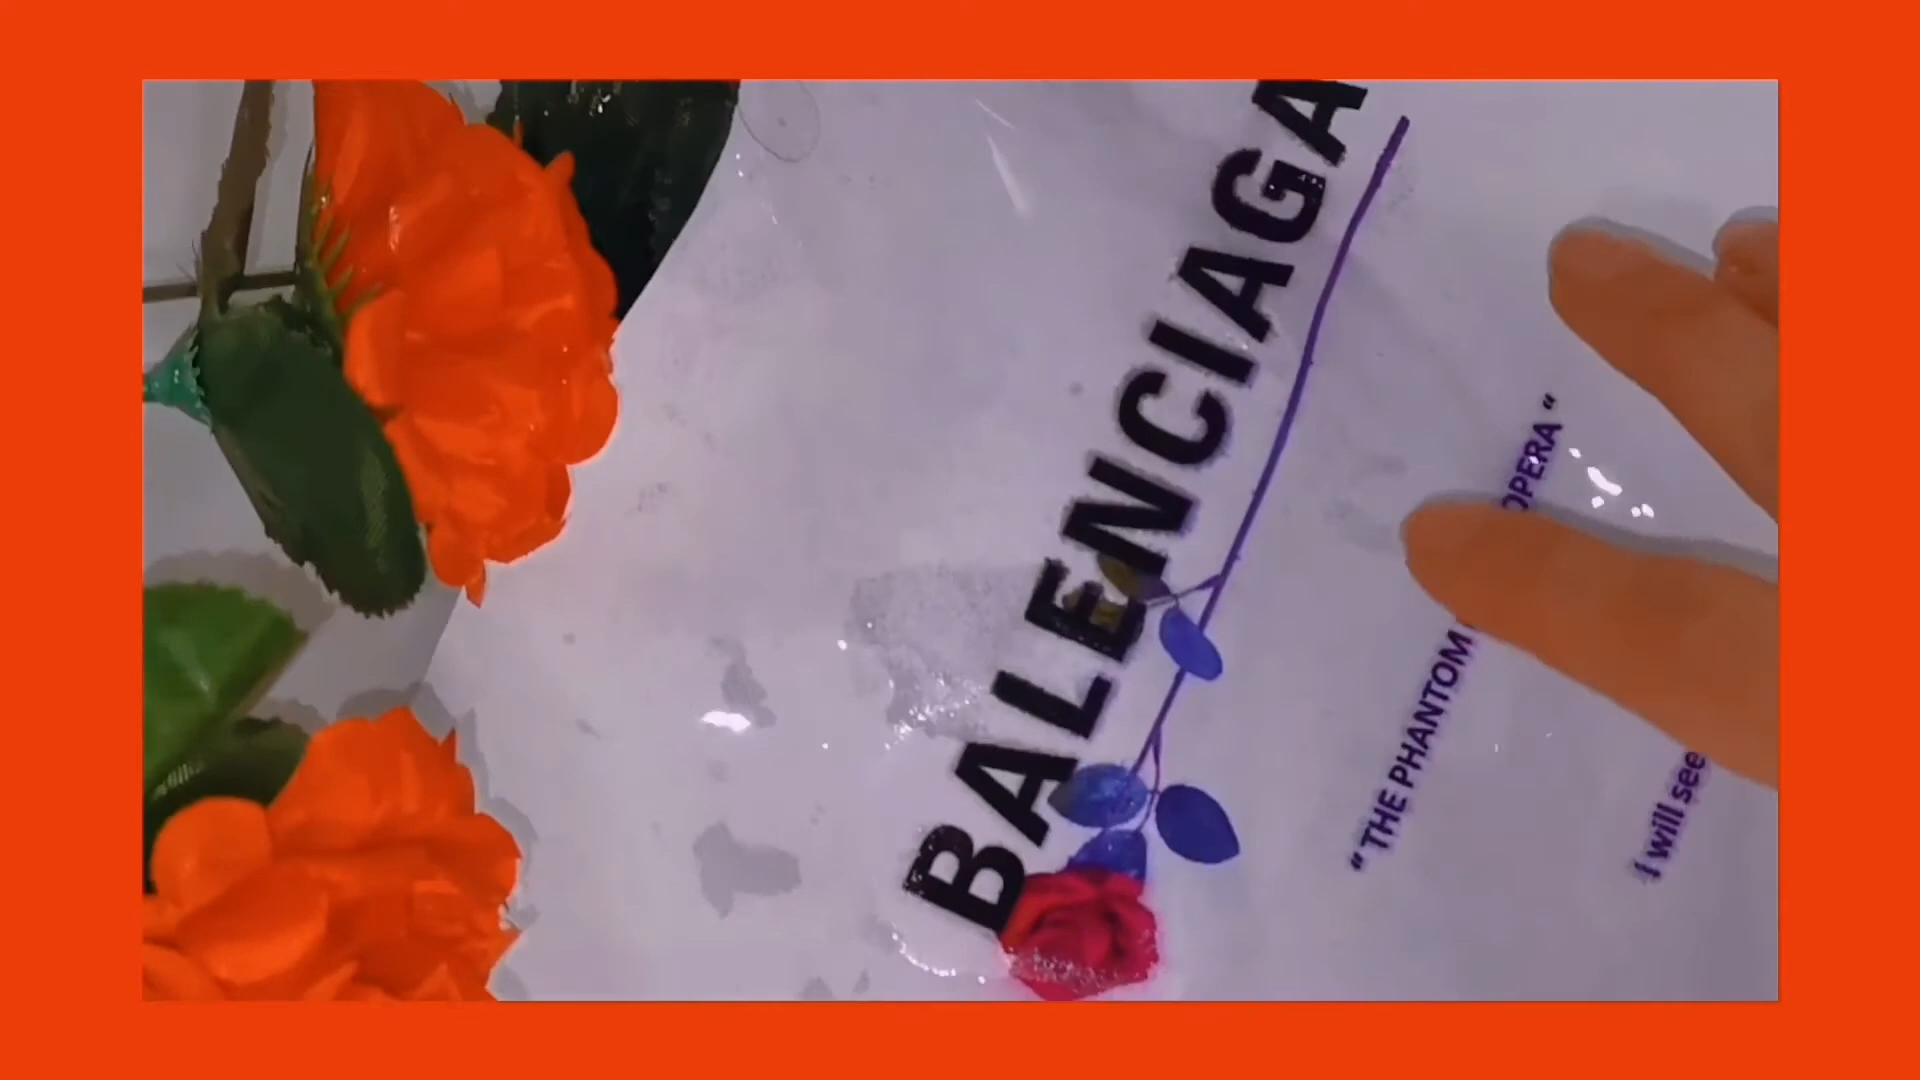 BALENCIAGA
“ THE PHANTOM OPERA “
I will see